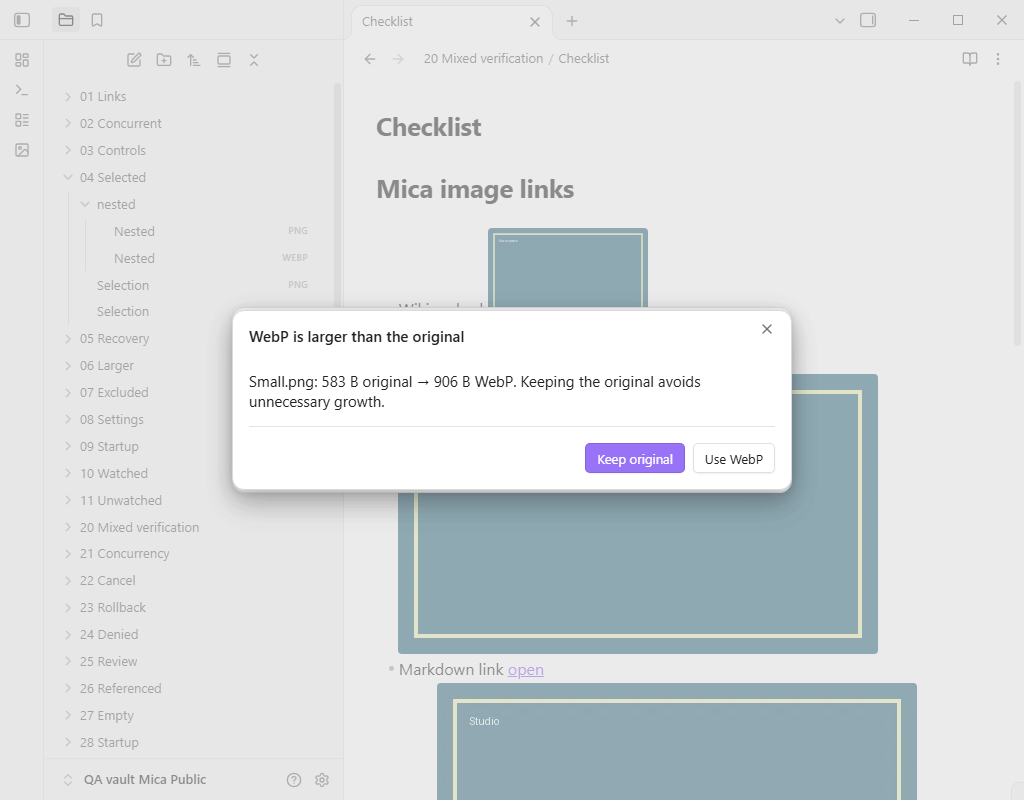 Checklist
20 Mixed verification / Checklist
01 Links
02 Concurrent
03 Controls
04 Selected
nested
Nested PNG
Nested WEBP
Selection PNG
Selection
05 Recovery
06 Larger
07 Excluded
08 Settings
09 Startup
10 Watched
11 Unwatched
20 Mixed verification
21 Concurrency
22 Cancel
23 Rollback
24 Denied
25 Review
26 Referenced
27 Empty
28 Startup
QA vault Mica Public
Checklist
Mica image links
WebP is larger than the original
Small.png: 583 B original → 906 B WebP. Keeping the original avoids
unnecessary growth.
Keep original
Use WebP
Markdown link open
Studio